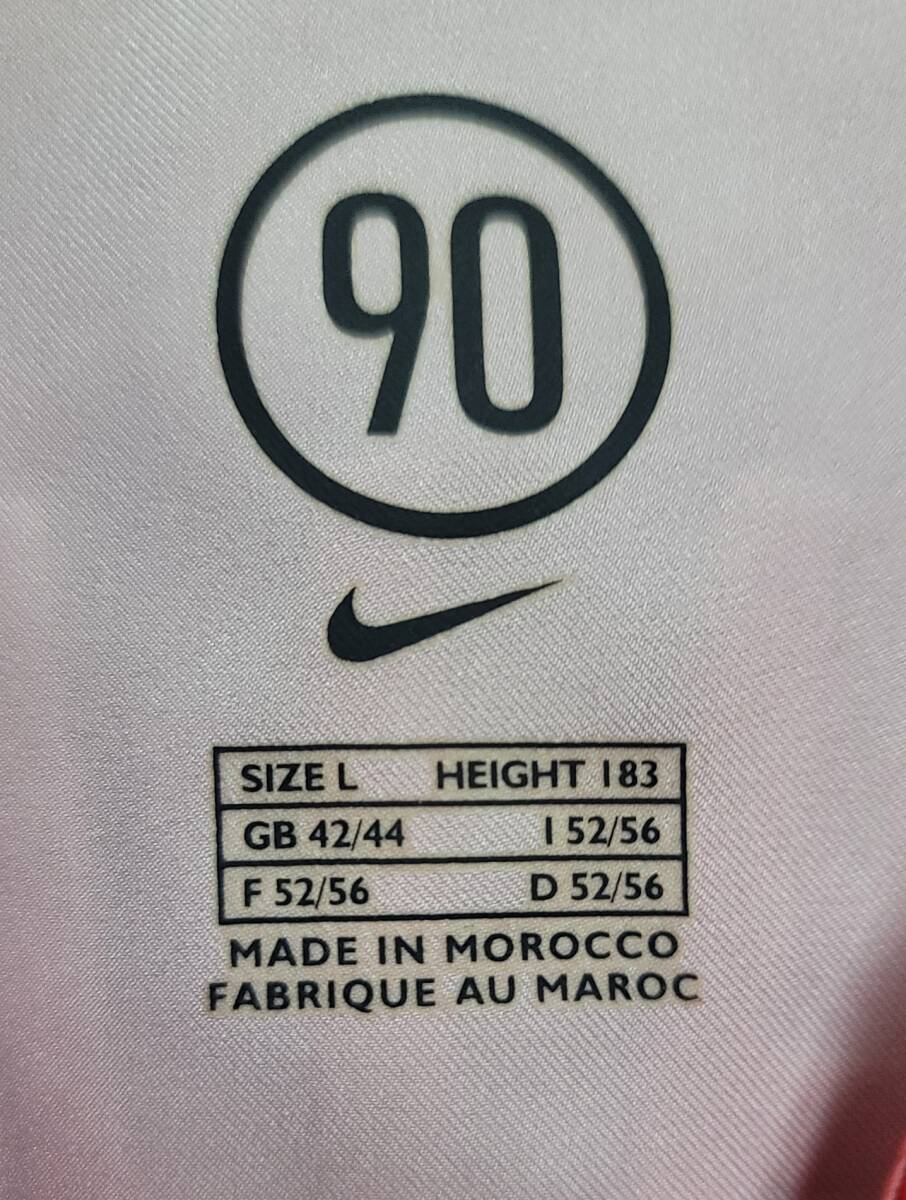 90
SIZE L HEIGHT 183
GB 42/44 I 52/56
F 52/56 D 52/56
MADE IN MOROCCO
FABRIQUE AU MAROC